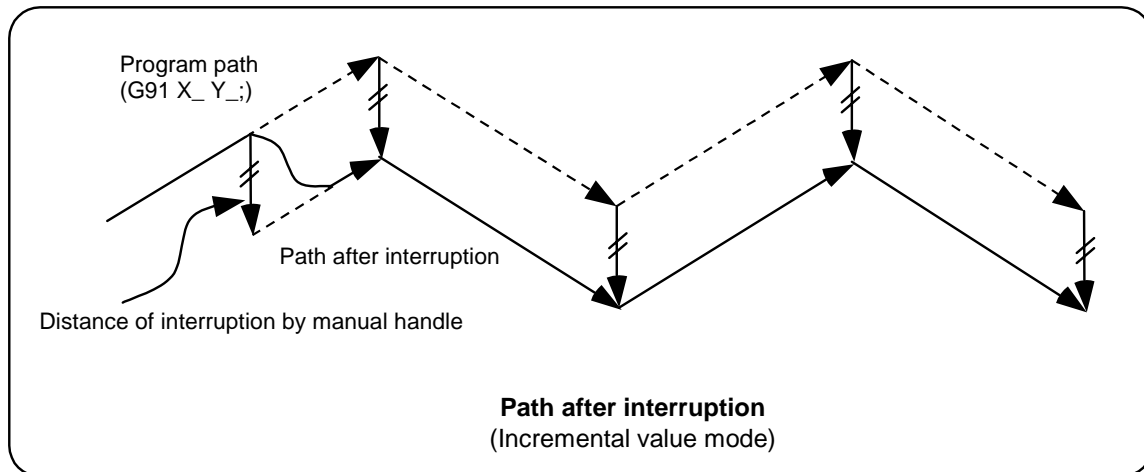 Program path
(G91 X_ Y_;)
Path after interruption
Distance of interruption by manual handle
Path after interruption
(Incremental value mode)